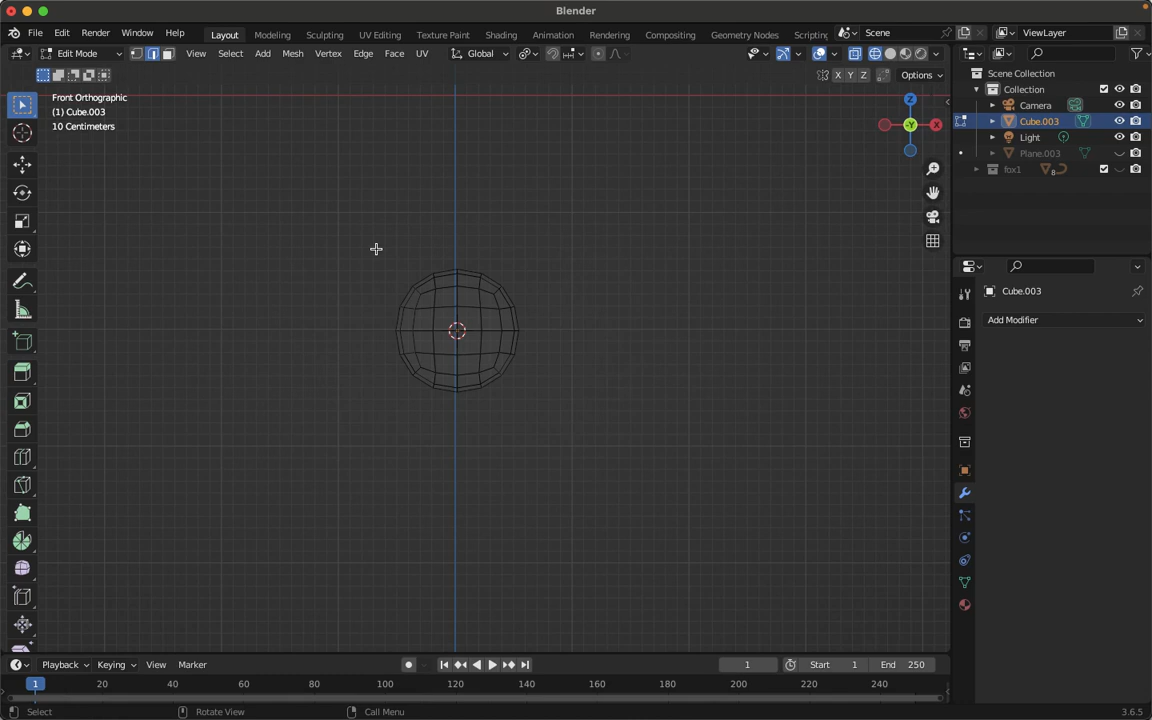 Blender
File Edit Render Window Help Layout Modeling Sculpting UV Editing Texture Paint Shading Animation Rendering Compositing Geometry Nodes Scripting Scene ViewLayer
Edit Mode View Select Add Mesh Vertex Edge Face UV Global
X Y Z Options
Front Orthographic
(1) Cube.003
10 Centimeters
Z
-Y X
Scene Collection
Collection
Camera
Cube.003
Light
Plane.003
fox1 8
Cube.003
Add Modifier
Playback Keying View Marker 1 Start 1 End 250
1 20 40 60 80 100 120 140 160 180 200 220 240
Select Rotate View Call Menu 3.6.5